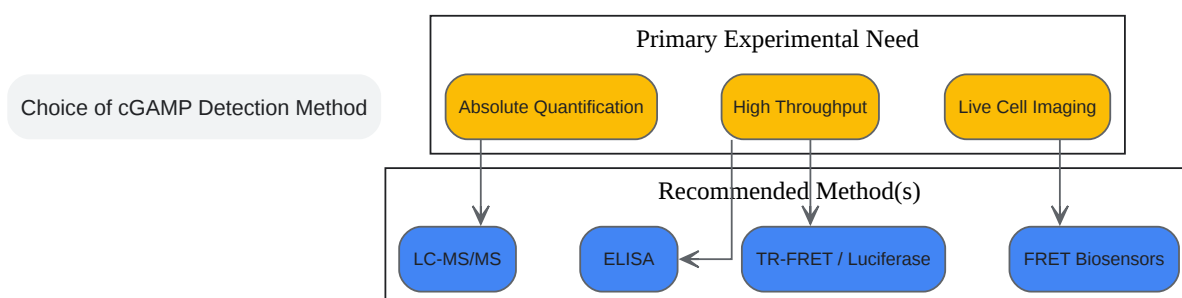 Primary Experimental Need
Choice of cGAMP Detection Method
Absolute Quantification
High Throughput
Live Cell Imaging
Recommended Method(s)
LC-MS/MS
ELISA
TR-FRET / Luciferase
FRET Biosensors